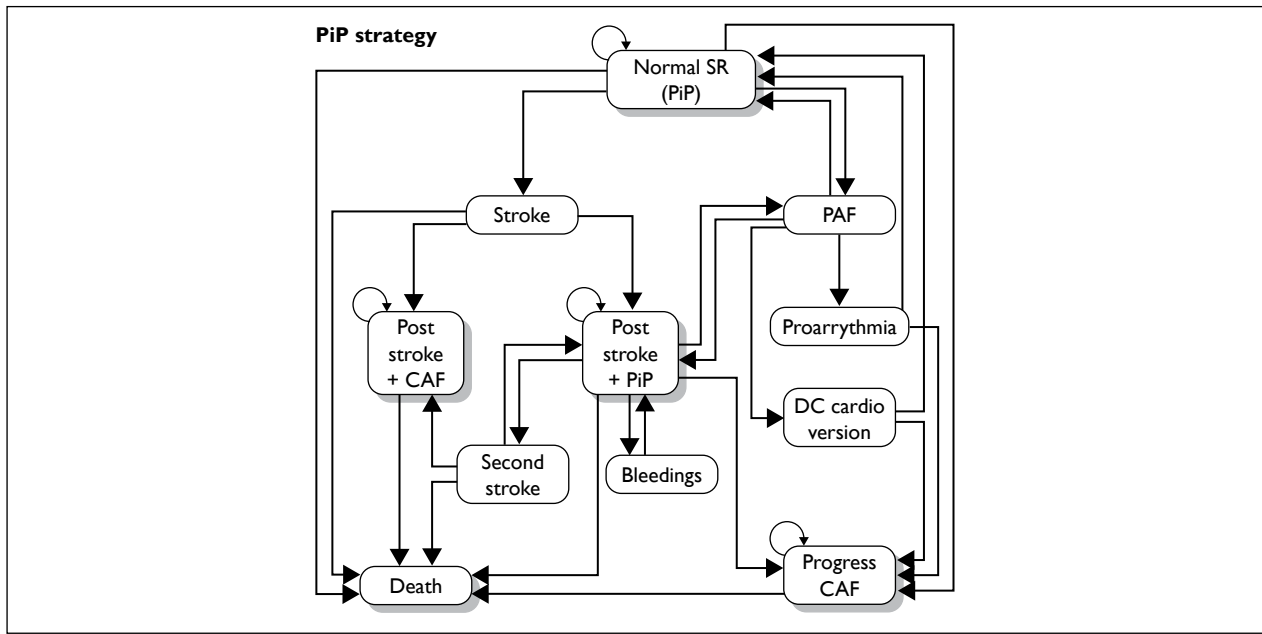 PiP strategy
Normal SR
(PiP)
Stroke
PAF
Post
stroke
+ CAF
Post
stroke
+ PiP
Proarrythmia
DC cardio
version
Second
stroke
Bleedings
Death
Progress
CAF